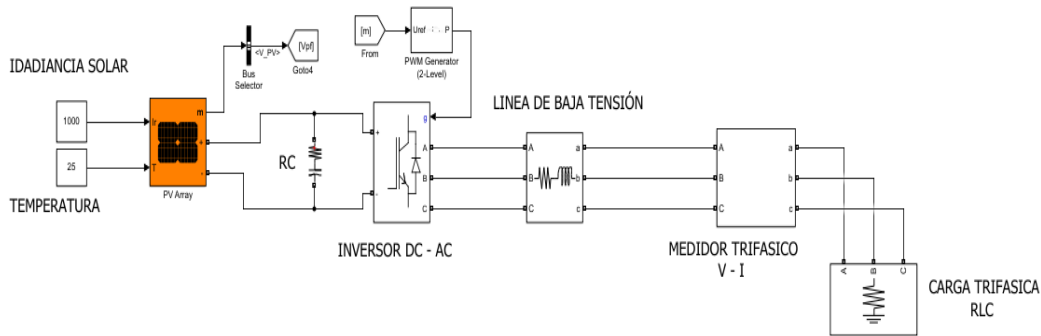 [m]
Uref
P
From
PWM Generator
(2-Level)
<V_PV>
[Vpf]
Bus
Selector
Goto4
IDADIANCIA SOLAR
1000
Ir
m
+
25
T
-
PV Array
TEMPERATURA
RC
g
+
-
A
B
C
INVERSOR DC - AC
LINEA DE BAJA TENSIÓN
A
B
C
a
b
c
A
B
C
a
b
c
MEDIDOR TRIFASICO
V - I
A
B
C
CARGA TRIFASICA
RLC